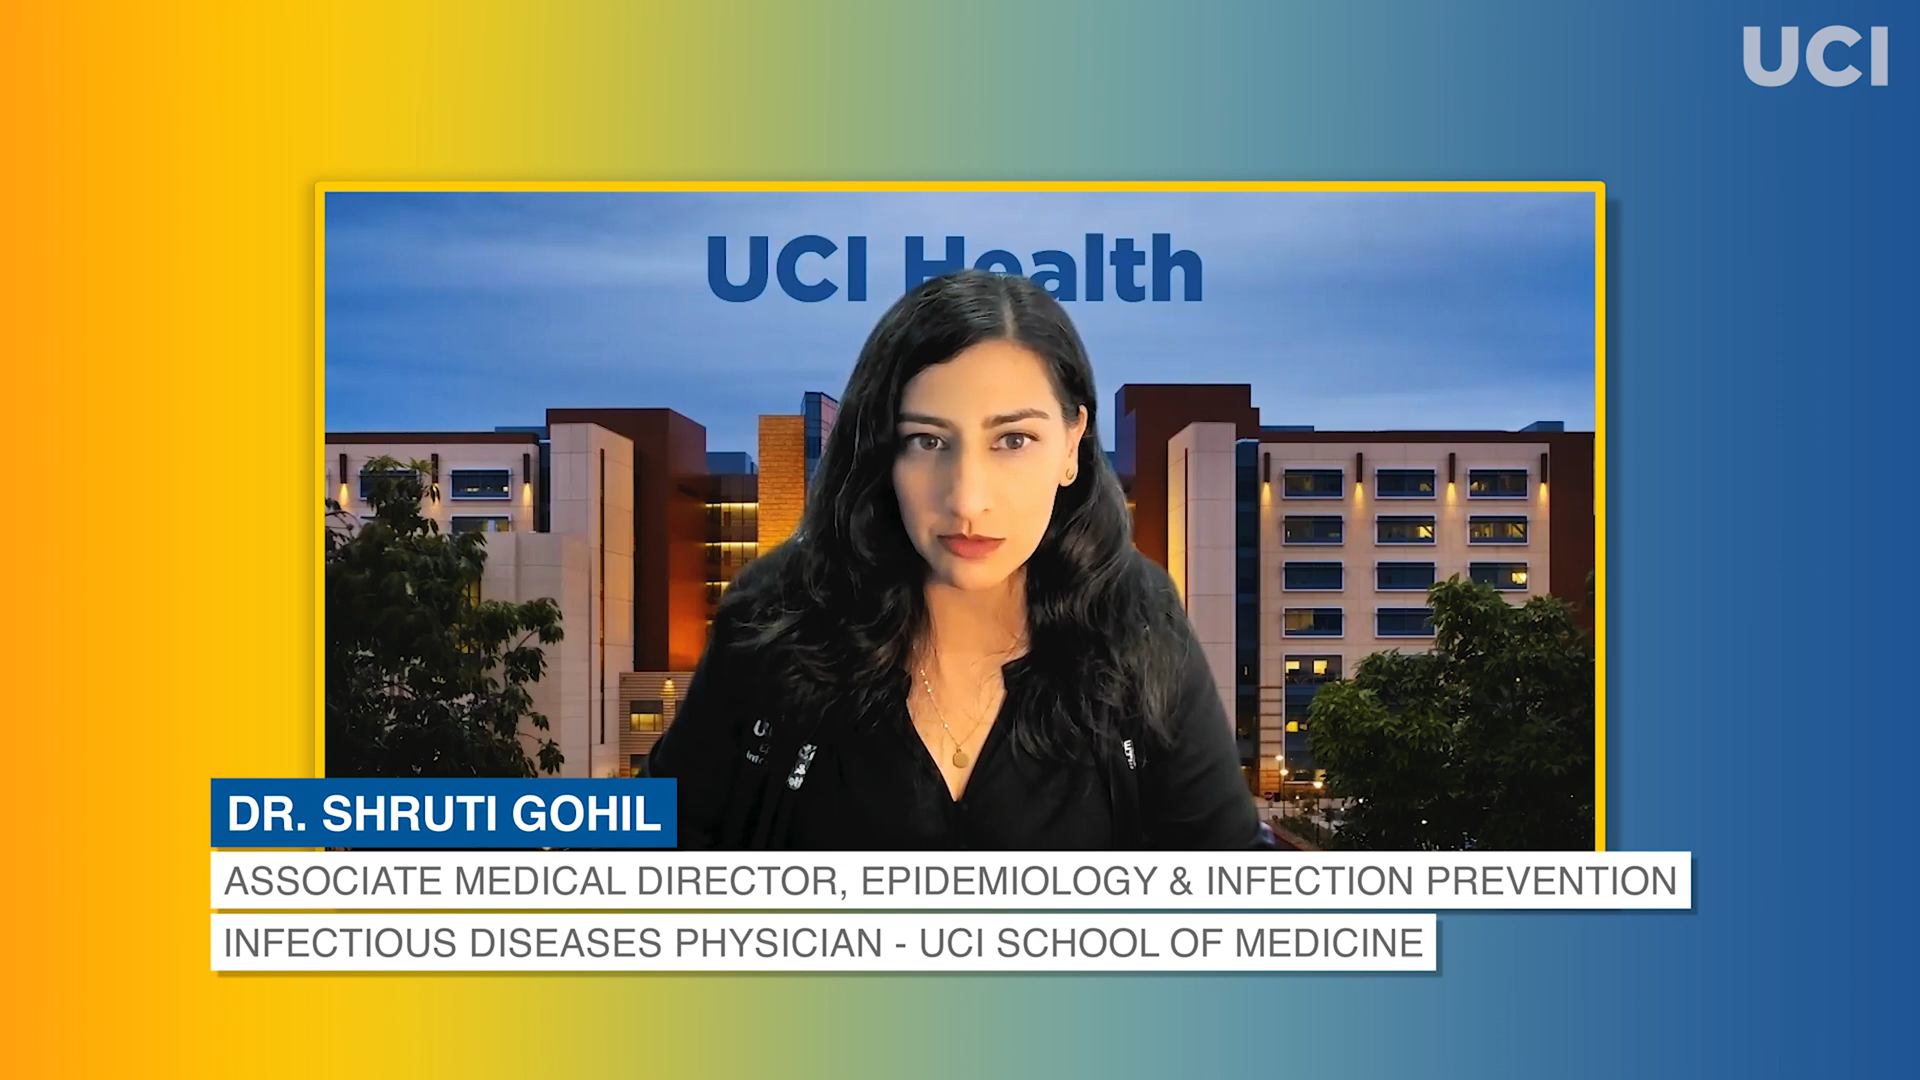 UCI
UCI Health
DR. SHRUTI GOHIL
ASSOCIATE MEDICAL DIRECTOR, EPIDEMIOLOGY & INFECTION PREVENTION
INFECTIOUS DISEASES PHYSICIAN - UCI SCHOOL OF MEDICINE